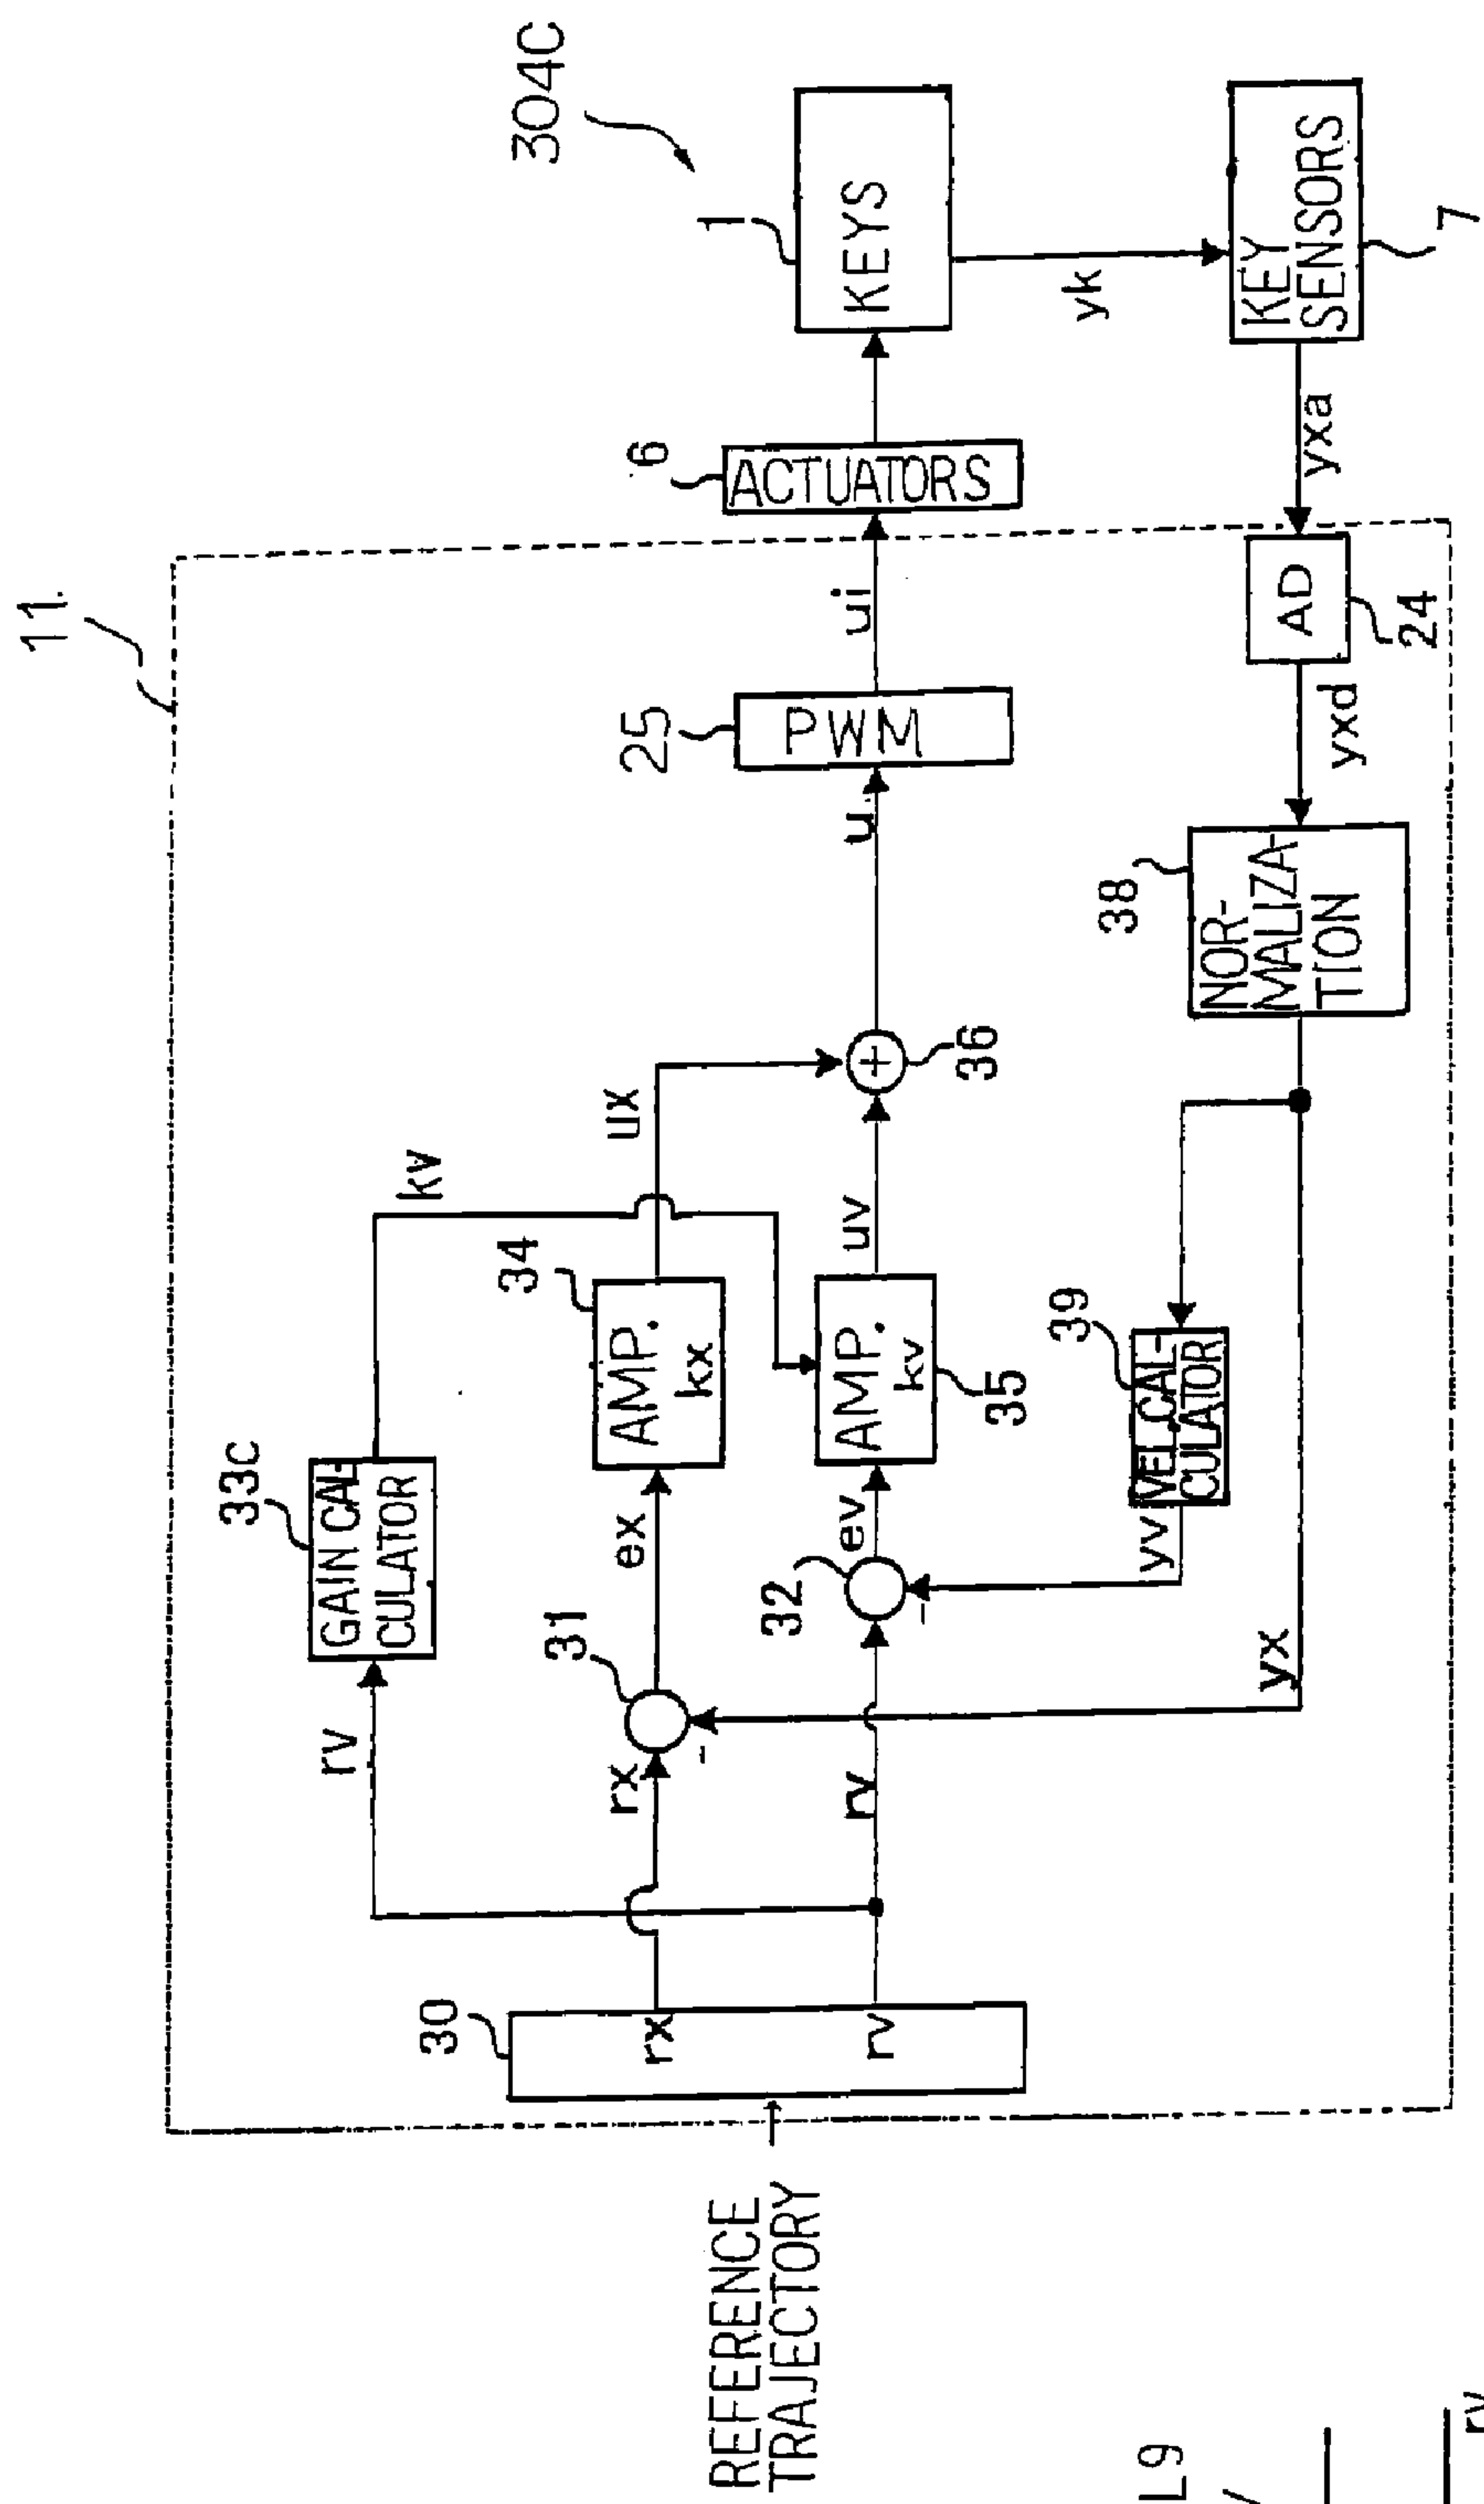 11.
304C
33c
GAIN CAL-
CULATOR
kv
rv
34
AMP.
kx
ux
ex
31
rx
30
rx
rv
REFERENCE
TRAJECTORY
rv
32
ev
AMP.
kv
35
uv
+
36
u
25
PWM
ui
6
ACTUATORS
1
KEYS
yk
KEY
SENSORS
7
yxa
AD
24
yxd
38
NOR-
MALIZA-
TION
39
VEL.CAL-
CULATOR
yv
-
-
yx
L9
rv